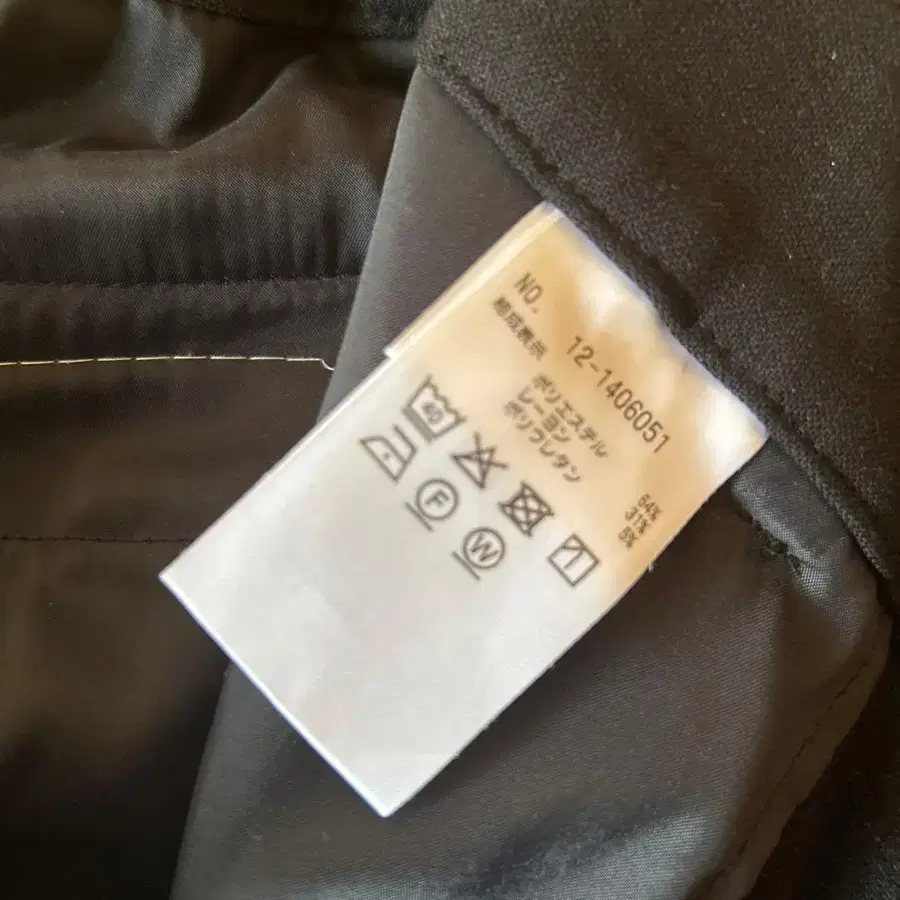 NO. 12-1406051
組成表示
ポリエステル 64%
レーヨン 31%
ポリウレタン 5%
40
F W